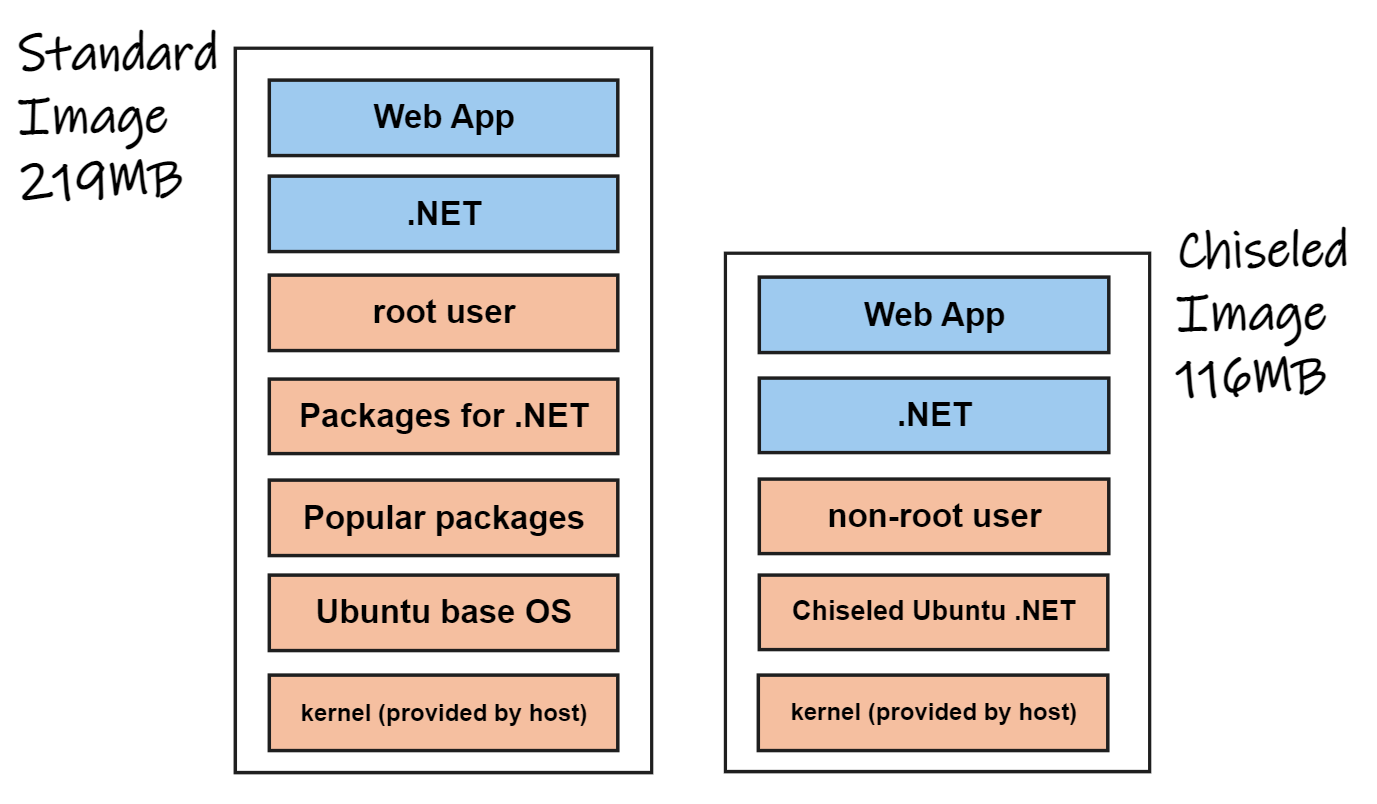 Standard
Image
219MB
Web App
.NET
root user
Packages for .NET
Popular packages
Ubuntu base OS
kernel (provided by host)
Chiseled
Image
116MB
Web App
.NET
non-root user
Chiseled Ubuntu .NET
kernel (provided by host)